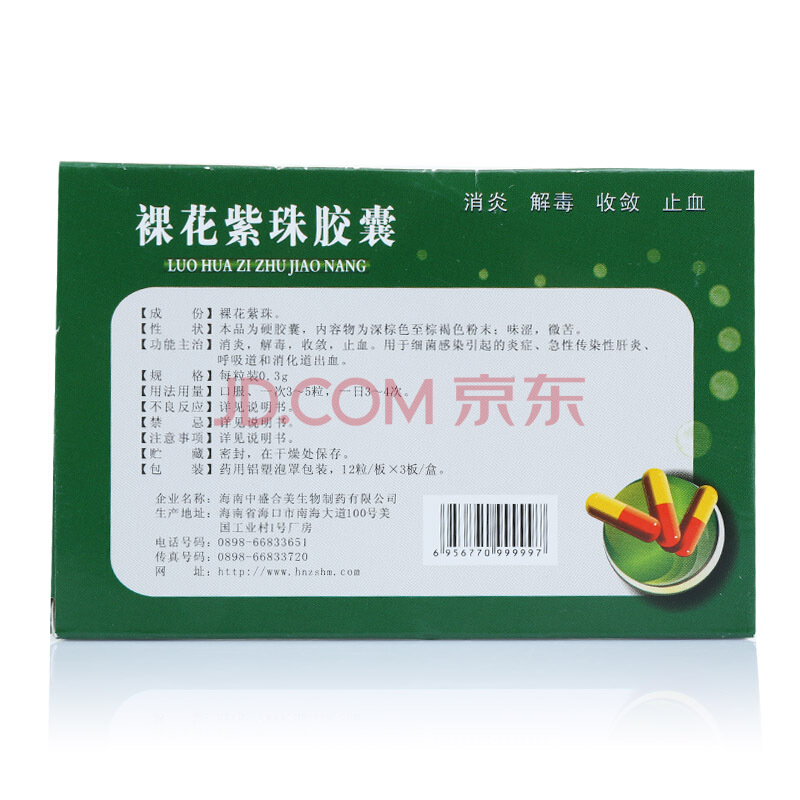 消炎 解毒 收敛 止血
裸花紫珠胶囊
LUO HUA ZI ZHU JIAO NANG
【成 份】裸花紫珠。
【性 状】本品为硬胶囊，内容物为深棕色至棕褐色粉末；味涩，微苦。
【功能主治】消炎，解毒，收敛，止血。用于细菌感染引起的炎症、急性传染性肝炎、
呼吸道和消化道出血。
【规 格】每粒装0.3g
【用法用量】口服、一次3~5粒，一日3~4次。
【不良反应】详见说明书。
【禁 忌】详见说明书。
【注意事项】详见说明书。
【贮 藏】密封，在干燥处保存。
【包 装】药用铝塑泡罩包装，12粒/板×3板/盒。
JD.COM 京东
企业名称：海南中盛合美生物制药有限公司
生产地址：海南省海口市南海大道100号美
国工业村1号厂房
电话号码：0898-66833651
传真号码：0898-66833720
网 址：http://www.hnzshm.com
6 956770 999997